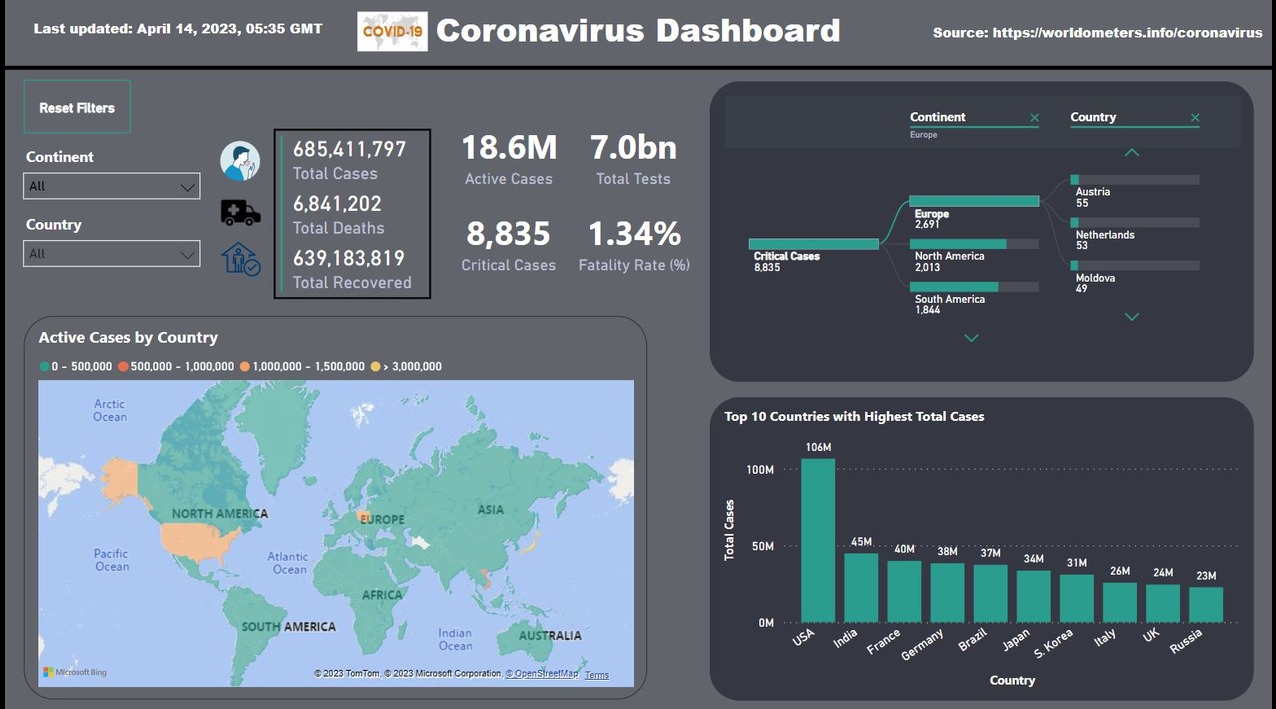 Last updated: April 14, 2023, 05:35 GMT
COVID-19
Coronavirus Dashboard
Source: https://worldometers.info/coronavirus
Reset Filters
Continent
All
Country
All
685,411,797
Total Cases
6,841,202
Total Deaths
639,183,819
Total Recovered
18.6M
Active Cases
7.0bn
Total Tests
8,835
Critical Cases
1.34%
Fatality Rate (%)
Continent
Europe
Country
Critical Cases
8,835
Europe
2,691
North America
2,013
South America
1,844
Austria
55
Netherlands
53
Moldova
49
Active Cases by Country
0 - 500,000 500,000 - 1,000,000 1,000,000 - 1,500,000 > 3,000,000
Arctic
Ocean
NORTH AMERICA
EUROPE
ASIA
Pacific
Ocean
Atlantic
Ocean
AFRICA
SOUTH AMERICA
Indian
Ocean
AUSTRALIA
Microsoft Bing
© 2023 TomTom, © 2023 Microsoft Corporation, © OpenStreetMap Terms
Top 10 Countries with Highest Total Cases
Total Cases
100M
50M
0M
106M
45M
40M
38M
37M
34M
31M
26M
24M
23M
USA
India
France
Germany
Brazil
Japan
S. Korea
Italy
UK
Russia
Country